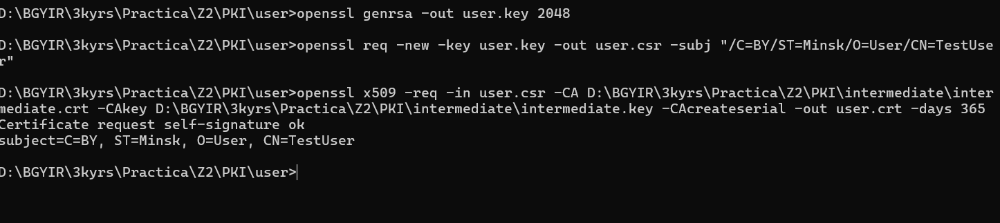 D:\BGYIR\3kyrs\Practica\Z2\PKI\user>openssl genrsa -out user.key 2048
D:\BGYIR\3kyrs\Practica\Z2\PKI\user>openssl req -new -key user.key -out user.csr -subj "/C=BY/ST=Minsk/O=User/CN=TestUse
r"
D:\BGYIR\3kyrs\Practica\Z2\PKI\user>openssl x509 -req -in user.csr -CA D:\BGYIR\3kyrs\Practica\Z2\PKI\intermediate\inter
mediate.crt -CAkey D:\BGYIR\3kyrs\Practica\Z2\PKI\intermediate\intermediate.key -CAcreateserial -out user.crt -days 365
Certificate request self-signature ok
subject=C=BY, ST=Minsk, O=User, CN=TestUser
D:\BGYIR\3kyrs\Practica\Z2\PKI\user>